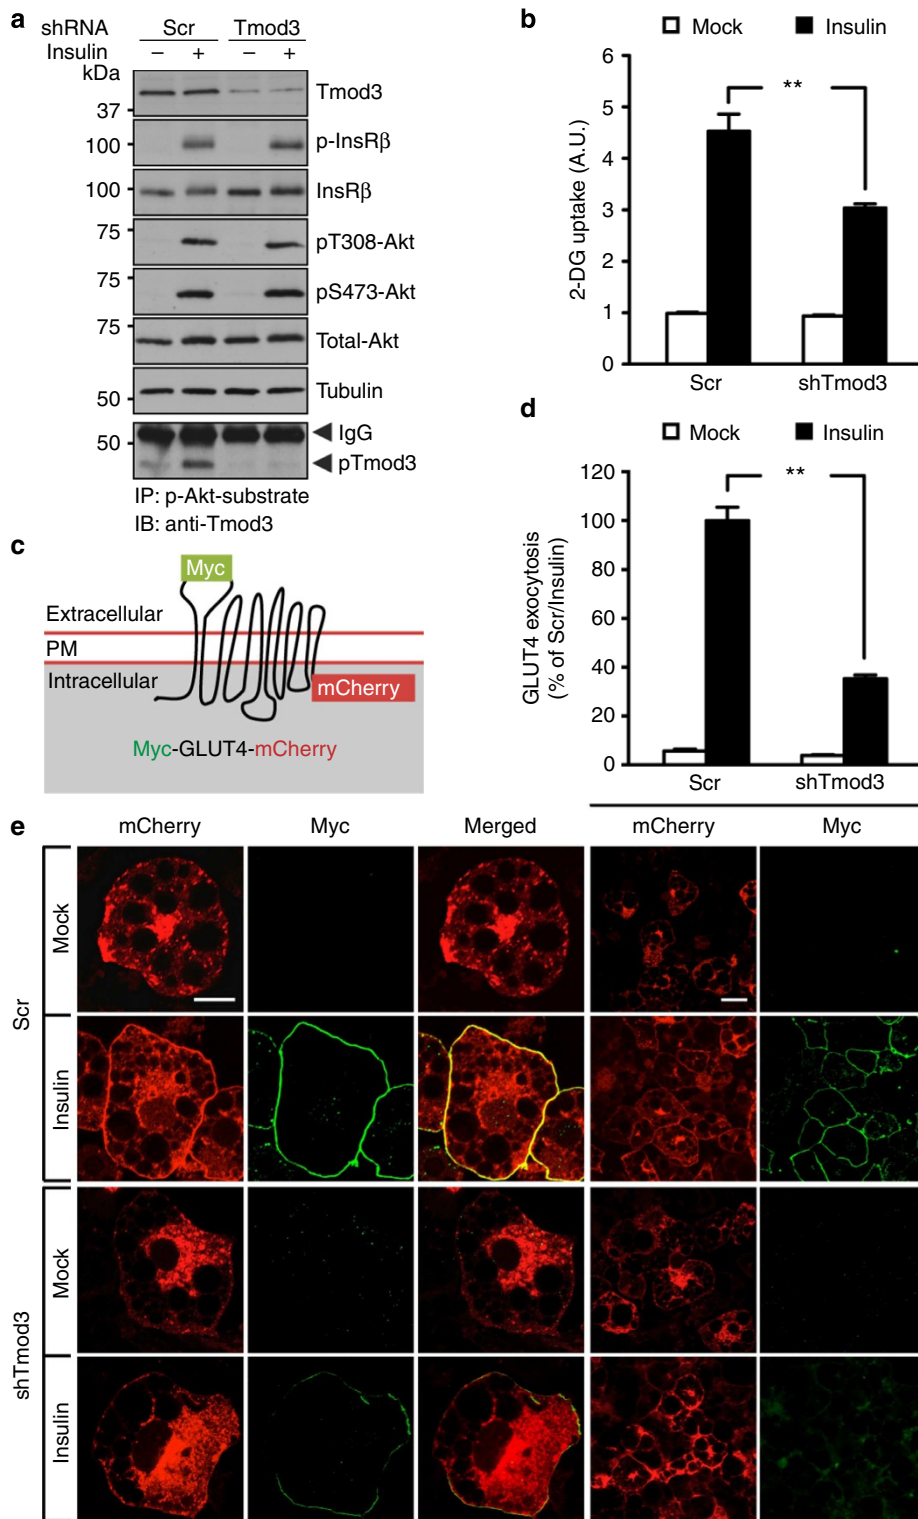 a
shRNA Scr Tmod3
Insulin – + – +
kDa
37 Tmod3
100 p-InsRβ
100 InsRβ
75 pT308-Akt
75 pS473-Akt
75 Total-Akt
50 Tubulin
50 IgG
pTmod3
IP: p-Akt-substrate
IB: anti-Tmod3
b
Mock Insulin
2-DG uptake (A.U.)
6
5
4
3
2
1
0
**
Scr shTmod3
c
Myc
Extracellular
PM
Intracellular
mCherry
Myc-GLUT4-mCherry
d
Mock Insulin
GLUT4 exocytosis
(% of Scr/Insulin)
120
100
80
60
40
20
0
**
Scr shTmod3
e
mCherry Myc Merged mCherry Myc
Scr
Mock
Insulin
shTmod3
Mock
Insulin